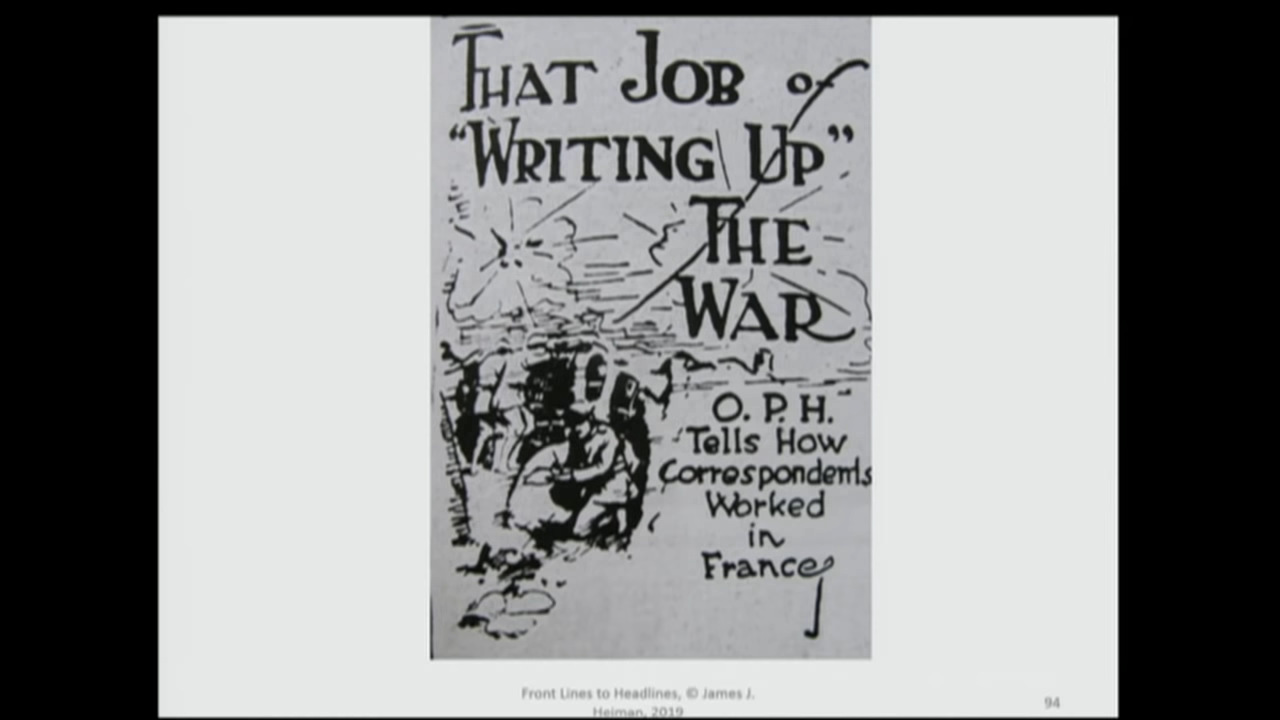 THAT JOB of
"WRITING UP"
THE
WAR
O. P. H.
Tells How
Correspondents
Worked
in
France
Front Lines to Headlines, © James J.
Heiman, 2019
94